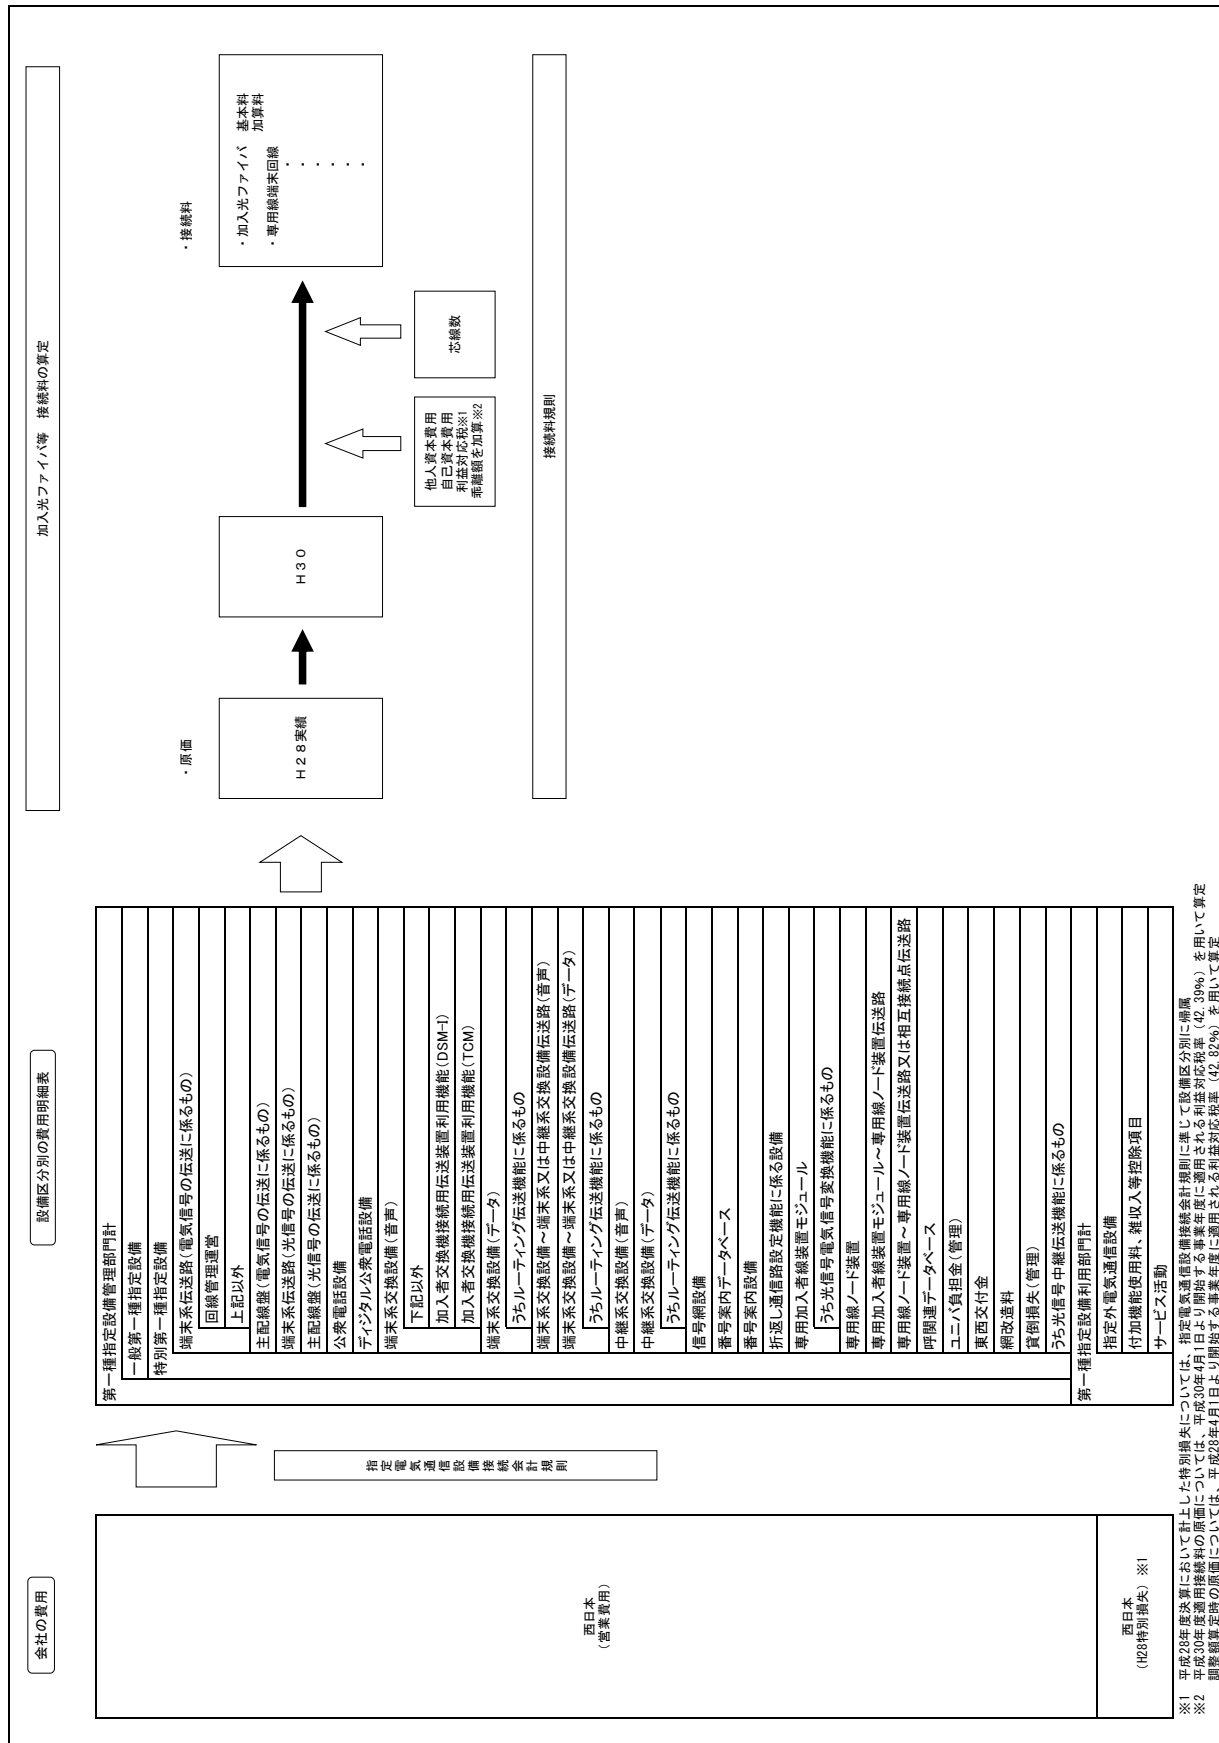 会社の費用
西日本
（営業費用）
西日本
（H28特別損失）※1
指定電気通信設備接続会計規則
設備区分別の費用明細表
第一種指定設備管理部門計
一般第一種指定設備
特別第一種指定設備
端末系伝送路(電気信号の伝送に係るもの)
回線管理運営
上記以外
主配線盤(電気信号の伝送に係るもの)
端末系伝送路(光信号の伝送に係るもの)
主配線盤(光信号の伝送に係るもの)
公衆電話設備
ディジタル公衆電話設備
端末系交換設備(音声)
下記以外
加入者交換機接続用伝送装置利用機能(DSM-I)
加入者交換機接続用伝送装置利用機能(TCM)
端末系交換設備(データ)
うちルーティング伝送機能に係るもの
端末系交換設備～端末系又は中継系交換設備伝送路(音声)
端末系交換設備～端末系又は中継系交換設備伝送路(データ)
うちルーティング伝送機能に係るもの
中継系交換設備(音声)
中継系交換設備(データ)
うちルーティング伝送機能に係るもの
信号網設備
番号案内データベース
番号案内設備
折返し通信路設定機能に係る設備
専用加入者線装置モジュール
うち光信号電気信号変換機能に係るもの
専用線ノード装置
専用加入者線装置モジュール～専用線ノード装置伝送路
専用線ノード装置～専用線ノード装置伝送路又は相互接続点伝送路
呼関連データベース
ユニバ負担金(管理)
東西交付金
網改造料
貸倒損失(管理)
うち光信号中継伝送機能に係るもの
第一種指定設備利用部門計
指定外電気通信設備
付加機能使用料、雑収入等控除項目
サービス活動
加入光ファイバ等　接続料の算定
・原価
H28実績
H30
・接続料
・加入光ファイバ　基本料
加算料
・専用線端末回線
・
・
・
・
・
・
他人資本費用
自己資本費用
利益対応税※1
乖離額を加算※2
芯線数
接続料規則
※1　平成28年度決算において計上した特別損失については、指定電気通信設備接続会計規則に準じて設備区分別に帰属
※2　平成30年度適用接続料の原価については、平成30年4月1日より開始する事業年度に適用される利益対応税率（42.39%）を用いて算定
調整額算定時の原価については、平成28年4月1日より開始する事業年度に適用される利益対応税率（42.82%）を用いて算定